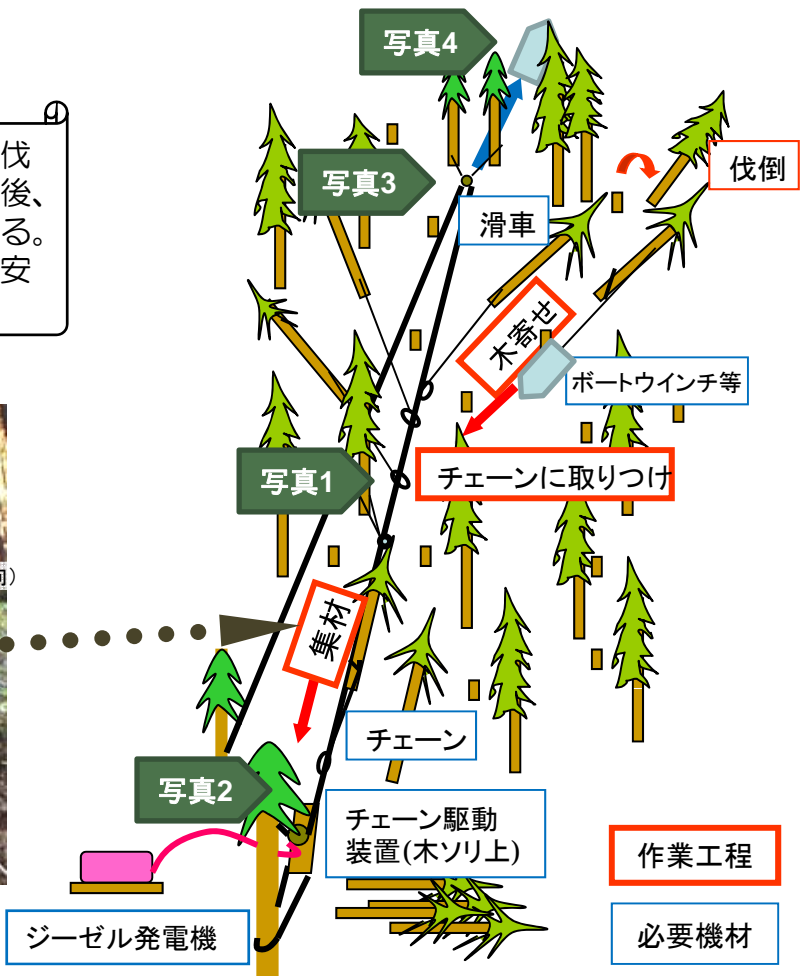 写真4
伐
後、
る。
安
写真3
伐倒
滑車
木寄せ
ボートウインチ等
写真1
チェーンに取りつけ
集材
チェーン
写真2
チェーン駆動
装置(木ソリ上)
作業工程
ジーゼル発電機
必要機材